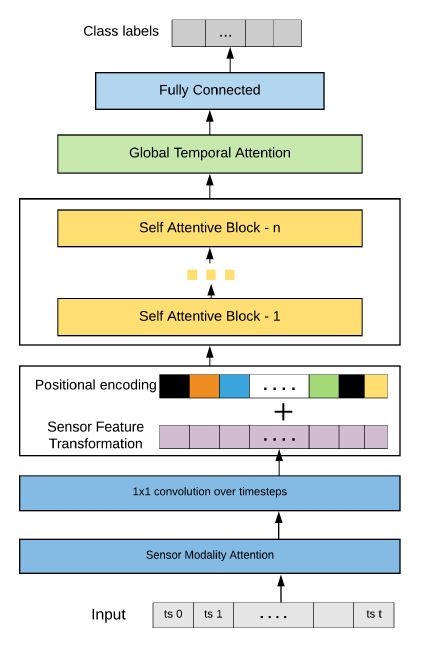 Class labels
...
Fully Connected
Global Temporal Attention
Self Attentive Block - n
Self Attentive Block - 1
Positional encoding
. . . .
+
Sensor Feature
Transformation
. . . .
1x1 convolution over timesteps
Sensor Modality Attention
Input
ts 0
ts 1
. . . .
ts t